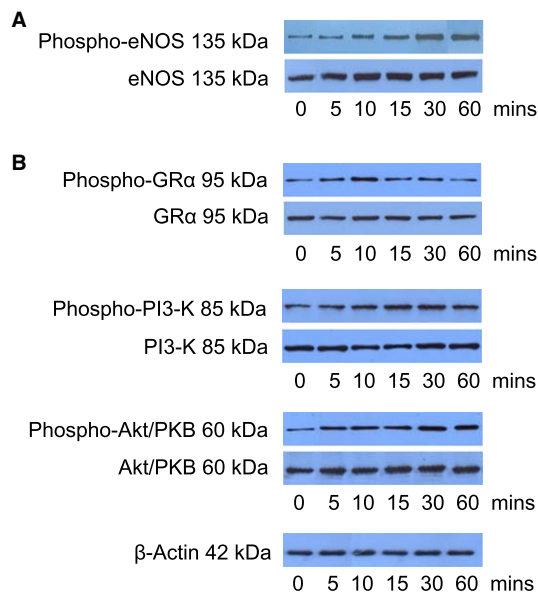 A
Phospho-eNOS 135 kDa
eNOS 135 kDa
0 5 10 15 30 60 mins
B
Phospho-GRα 95 kDa
GRα 95 kDa
0 5 10 15 30 60 mins
Phospho-PI3-K 85 kDa
PI3-K 85 kDa
0 5 10 15 30 60 mins
Phospho-Akt/PKB 60 kDa
Akt/PKB 60 kDa
0 5 10 15 30 60 mins
β-Actin 42 kDa
0 5 10 15 30 60 mins